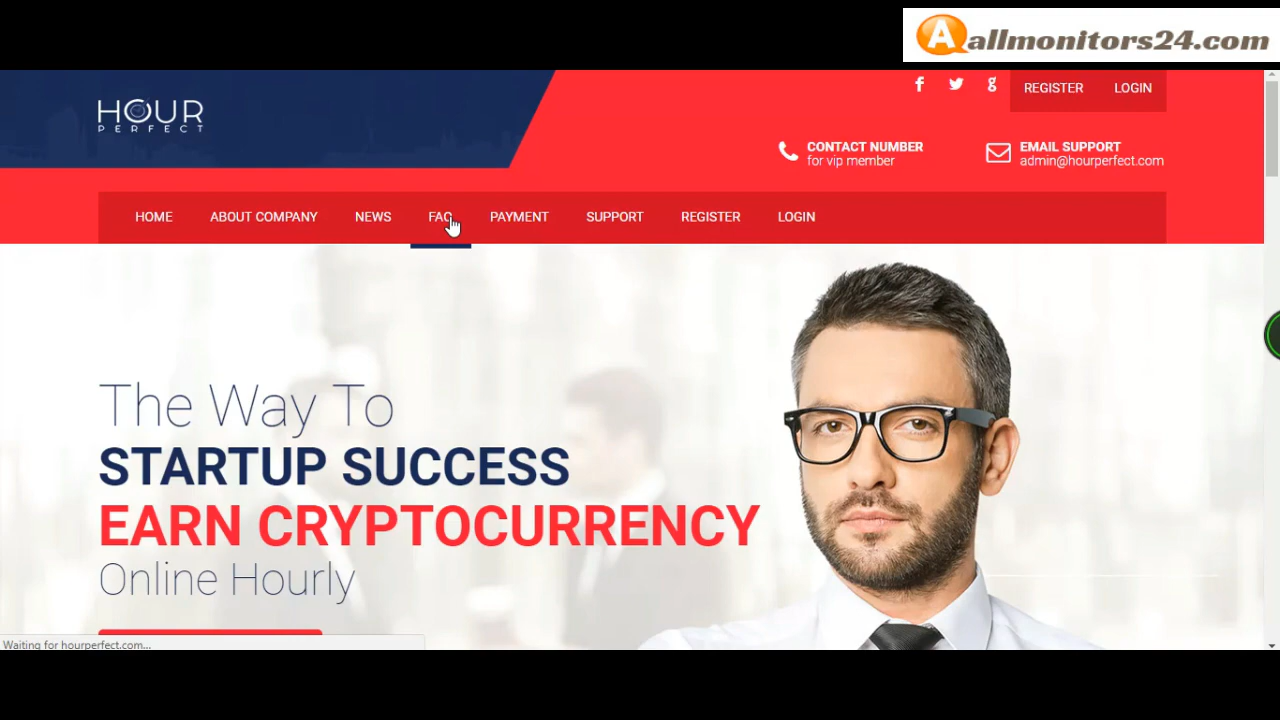 allmonitors24.com
REGISTER
LOGIN
HOUR
PERFECT
CONTACT NUMBER
for vip member
EMAIL SUPPORT
admin@hourperfect.com
HOME
ABOUT COMPANY
NEWS
FAQ
PAYMENT
SUPPORT
REGISTER
LOGIN
The Way To
STARTUP SUCCESS
EARN CRYPTOCURRENCY
Online Hourly
Waiting for hourperfect.com...